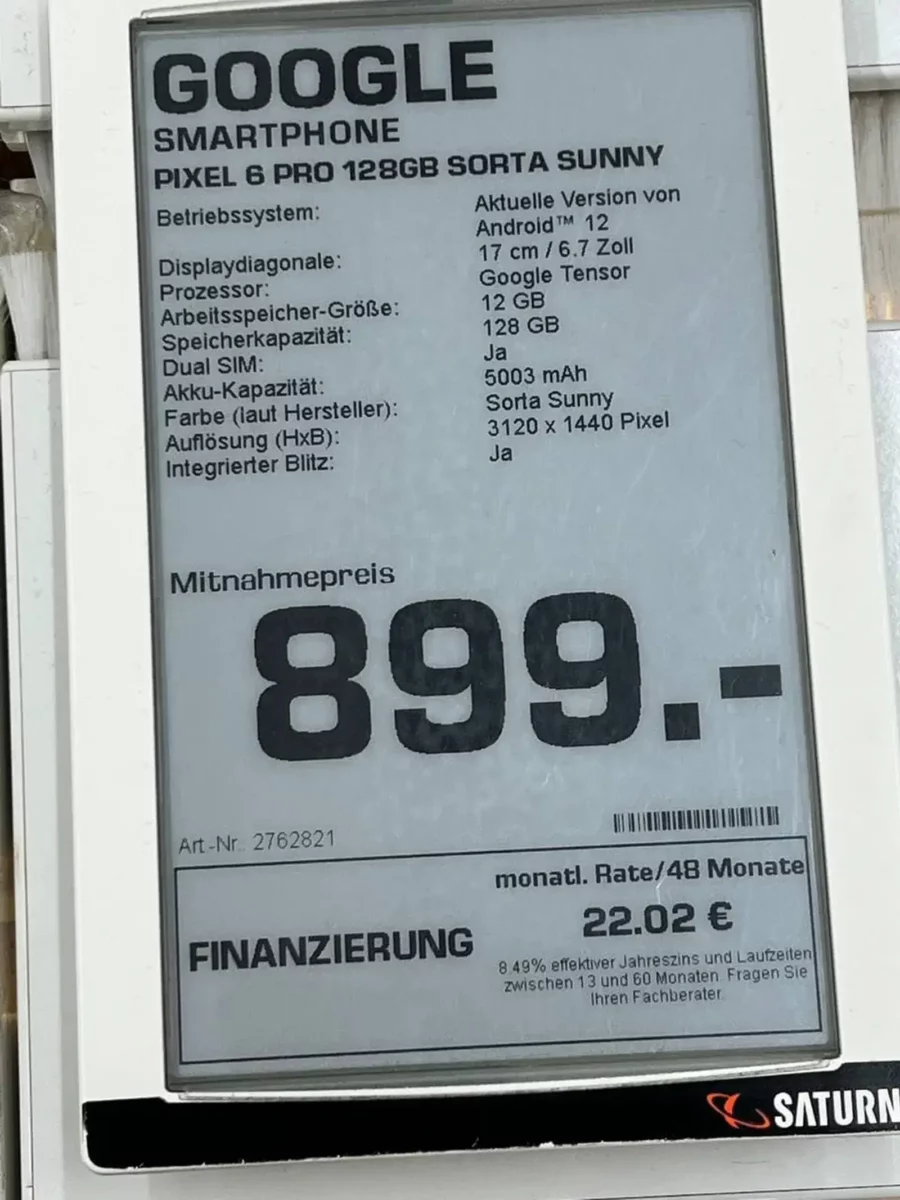 GOOGLE
SMARTPHONE
PIXEL 6 PRO 128GB SORTA SUNNY
Betriebssystem: Aktuelle Version von
Android™ 12
Displaydiagonale: 17 cm / 6.7 Zoll
Prozessor: Google Tensor
Arbeitsspeicher-Größe: 12 GB
Speicherkapazität: 128 GB
Dual SIM: Ja
Akku-Kapazität: 5003 mAh
Farbe (laut Hersteller): Sorta Sunny
Auflösung (HxB): 3120 x 1440 Pixel
Integrierter Blitz: Ja
Mitnahmepreis
899.-
Art.-Nr.: 2762821
FINANZIERUNG
monatl. Rate/48 Monate
22.02 €
8.49% effektiver Jahreszins und Laufzeiten
zwischen 13 und 60 Monaten. Fragen Sie
Ihren Fachberater.
SATURN